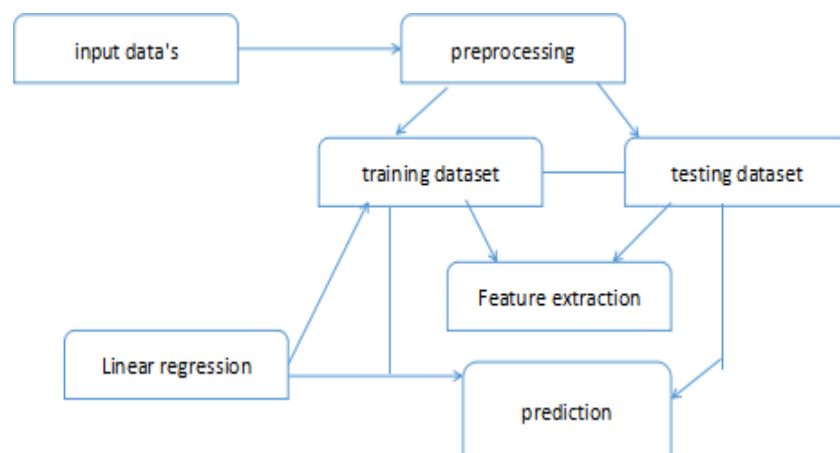 input data's
preprocessing
training dataset
testing dataset
Feature extraction
Linear regression
prediction